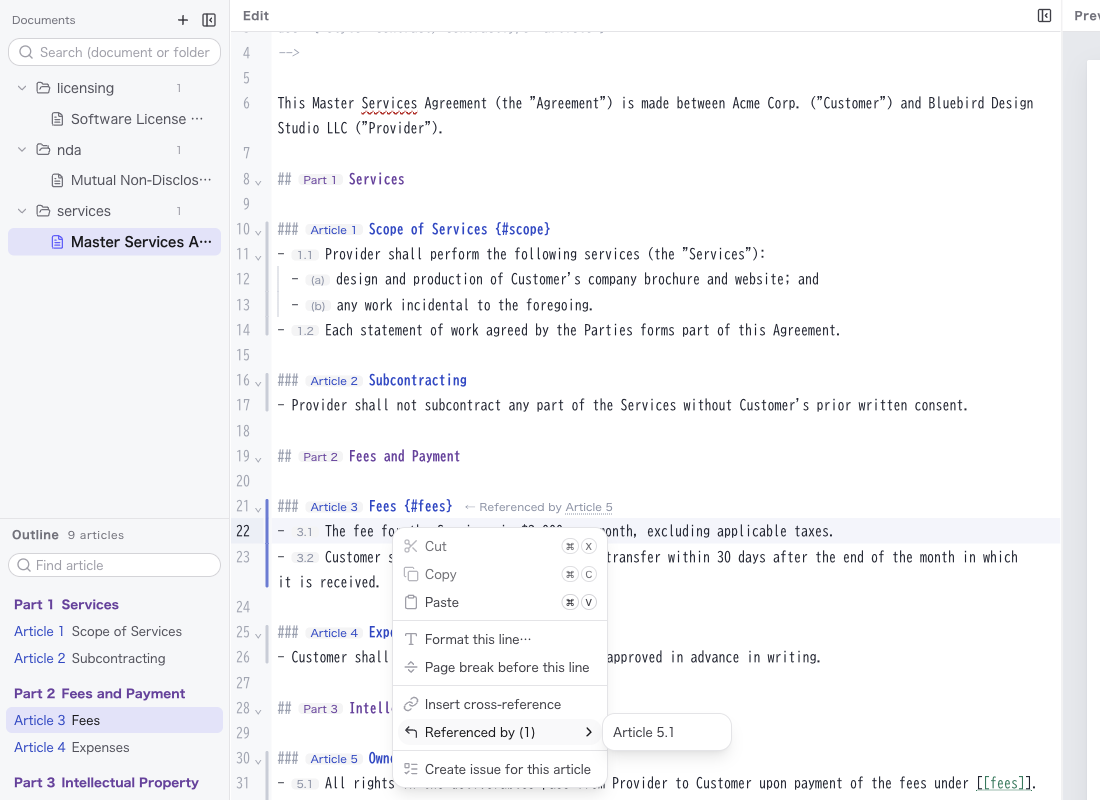 Documents
Search (document or folder
licensing 1
Software License ···
nda 1
Mutual Non-Disclos···
services 1
Master Services A···
Outline 9 articles
Find article
Part 1 Services
Article 1 Scope of Services
Article 2 Subcontracting
Part 2 Fees and Payment
Article 3 Fees
Article 4 Expenses
Part 3 Intellectual Property
Edit
4 -->
5
6 This Master Services Agreement (the ”Agreement”) is made between Acme Corp. (”Customer”) and Bluebird Design
Studio LLC (”Provider”).
7
8 ## Part 1 Services
9
10 ### Article 1 Scope of Services {#scope}
11 - 1.1 Provider shall perform the following services (the ”Services”):
12 - (a) design and production of Customer's company brochure and website; and
13 - (b) any work incidental to the foregoing.
14 - 1.2 Each statement of work agreed by the Parties forms part of this Agreement.
15
16 ### Article 2 Subcontracting
17 - Provider shall not subcontract any part of the Services without Customer's prior written consent.
18
19 ## Part 2 Fees and Payment
20
21 ### Article 3 Fees {#fees} ← Referenced by Article 5
22 - 3.1 The fee for month, excluding applicable taxes.
23 - 3.2 Customer transfer within 30 days after the end of the month in which
it is received.
24
25 ### Article 4
26 - Customer shall approved in advance in writing.
27
28 ## Part 3
29
30 ### Article 5
31 - 5.1 All rights Provider to Customer upon payment of the fees under [[fees]].
Cut ⌘ X
Copy ⌘ C
Paste ⌘ V
Format this line···
Page break before this line
Insert cross-reference
Referenced by (1)
Create issue for this article
Article 5.1